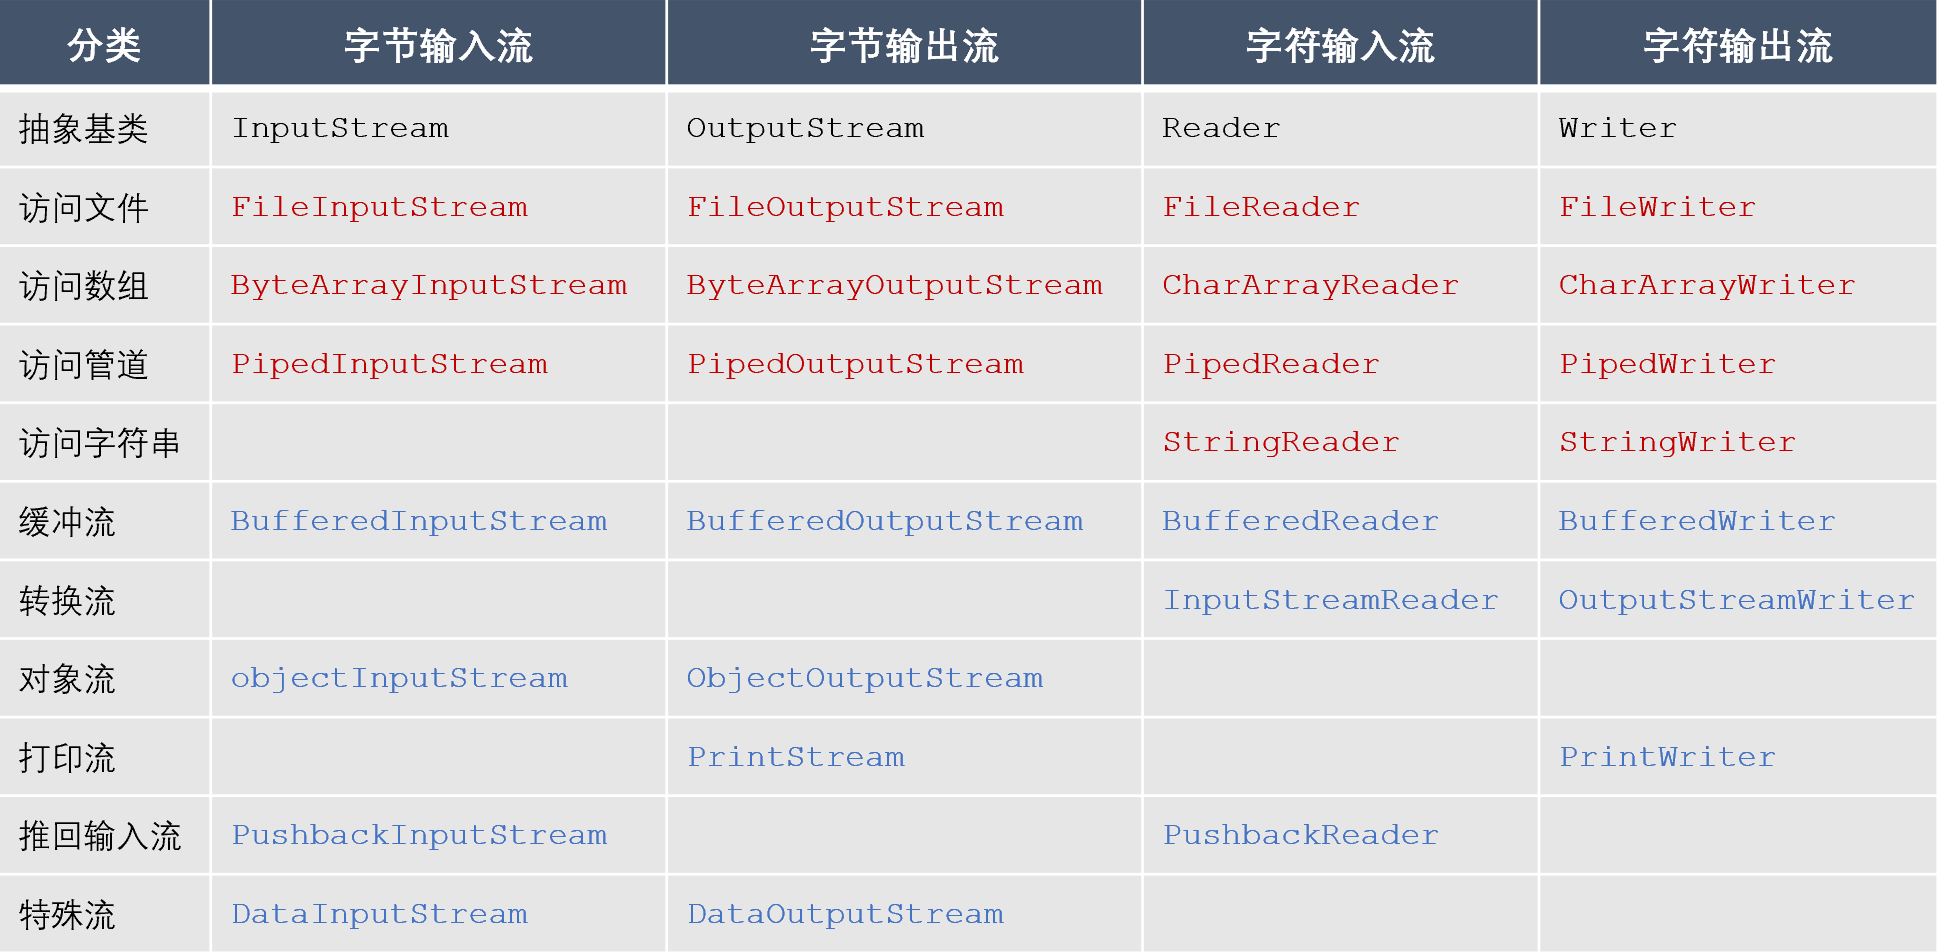 分类 字节输入流 字节输出流 字符输入流 字符输出流
抽象基类 InputStream OutputStream Reader Writer
访问文件 FileInputStream FileOutputStream FileReader FileWriter
访问数组 ByteArrayInputStream ByteArrayOutputStream CharArrayReader CharArrayWriter
访问管道 PipedInputStream PipedOutputStream PipedReader PipedWriter
访问字符串 StringReader StringWriter
缓冲流 BufferedInputStream BufferedOutputStream BufferedReader BufferedWriter
转换流 InputStreamReader OutputStreamWriter
对象流 objectInputStream ObjectOutputStream
打印流 PrintStream PrintWriter
推回输入流 PushbackInputStream PushbackReader
特殊流 DataInputStream DataOutputStream